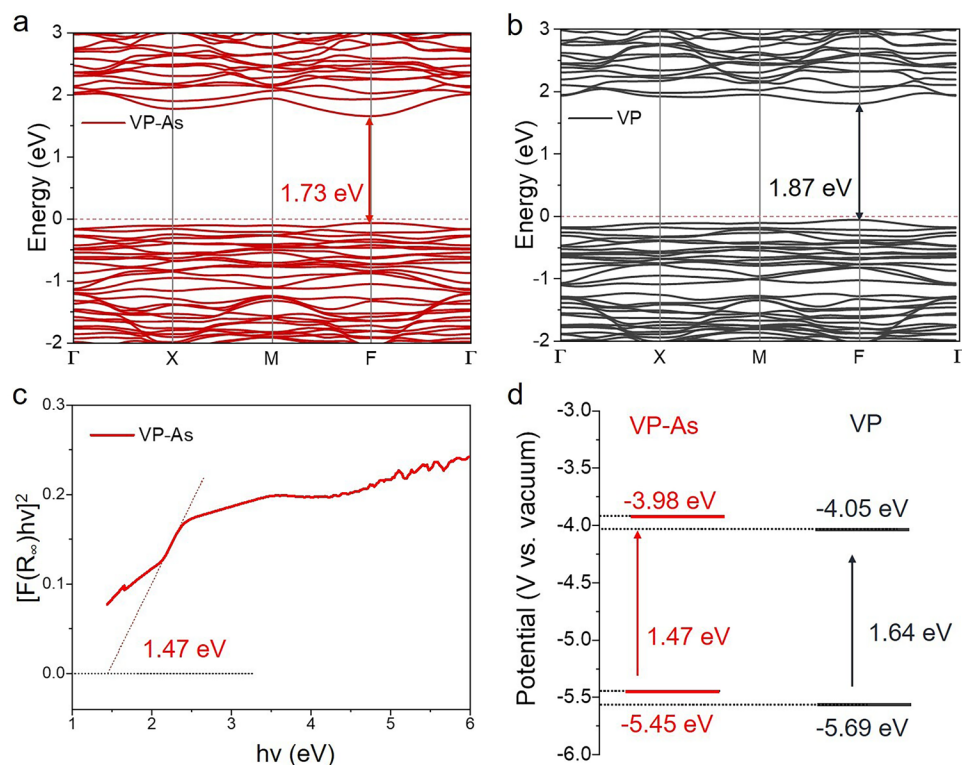 a
3
2
1
0
-1
-2
Energy (eV)
VP-As
1.73 eV
Γ
X
M
F
Γ
b
3
2
1
0
-1
-2
Energy (eV)
VP
1.87 eV
Γ
X
M
F
Γ
c
0.3
0.2
0.1
0.0
[F(R∞)hv]²
VP-As
1.47 eV
1
2
3
4
5
6
hv (eV)
d
-3.0
-3.5
-4.0
-4.5
-5.0
-5.5
-6.0
Potential (V vs. vacuum)
VP-As
VP
-3.98 eV
-4.05 eV
1.47 eV
1.64 eV
-5.45 eV
-5.69 eV